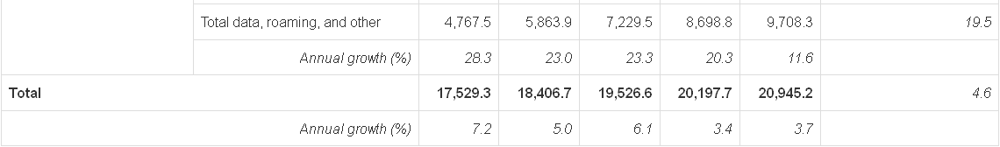 Total data, roaming, and other 4,767.5 5,863.9 7,229.5 8,698.8 9,708.3 19.5
Annual growth (%) 28.3 23.0 23.3 20.3 11.6
Total 17,529.3 18,406.7 19,526.6 20,197.7 20,945.2 4.6
Annual growth (%) 7.2 5.0 6.1 3.4 3.7